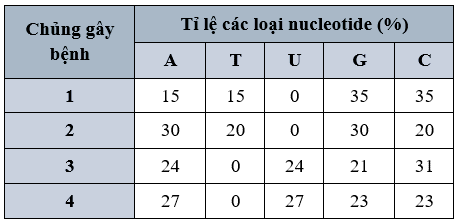 Chủng gây bệnh Tỉ lệ các loại nucleotide (%)
A T U G C
1 15 15 0 35 35
2 30 20 0 30 20
3 24 0 24 21 31
4 27 0 27 23 23